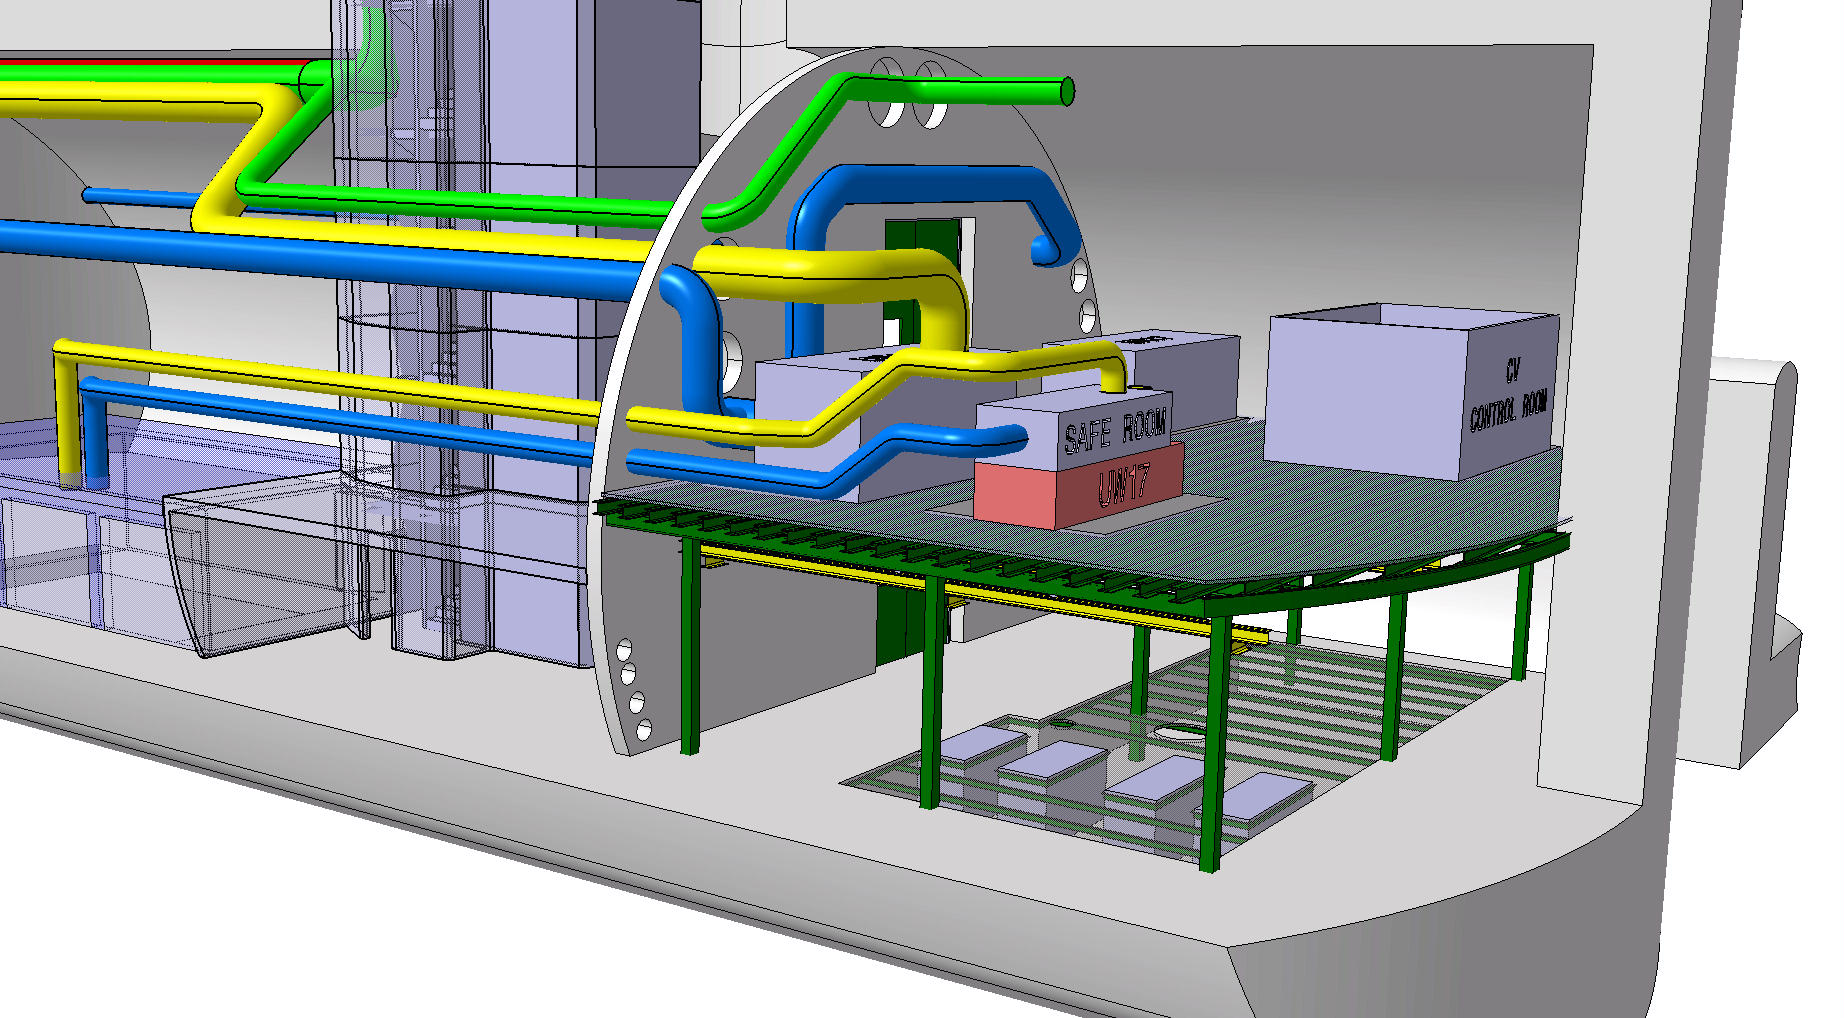 SAFE ROOM
UW17
CV
CONTROL ROOM